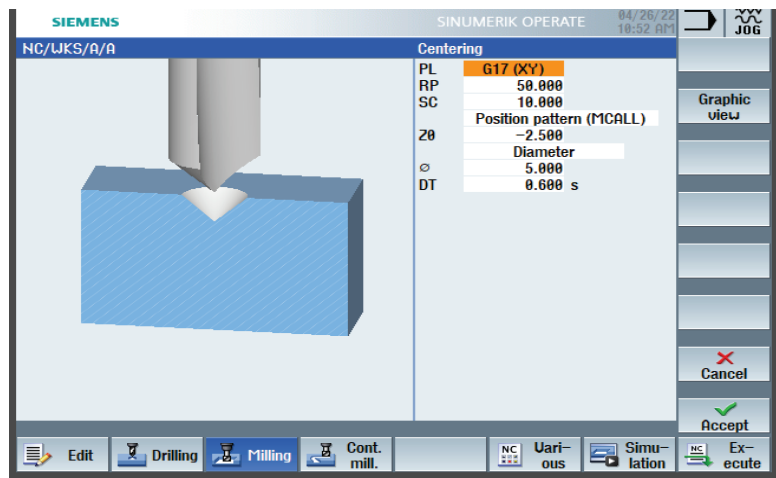 SIEMENS
SINUMERIK OPERATE
04/26/22
10:52 AM
JOG
NC/WKS/A/A
Centering
PL G17 (XY)
RP 50.000
SC 10.000
Position pattern (MCALL)
Z0 -2.500
Diameter
∅ 5.000
DT 0.600 s
Graphic
view
Cancel
Accept
Edit
Drilling
Milling
Cont.
mill.
NC
Vari-
ous
Simu-
lation
NC
Ex-
ecute